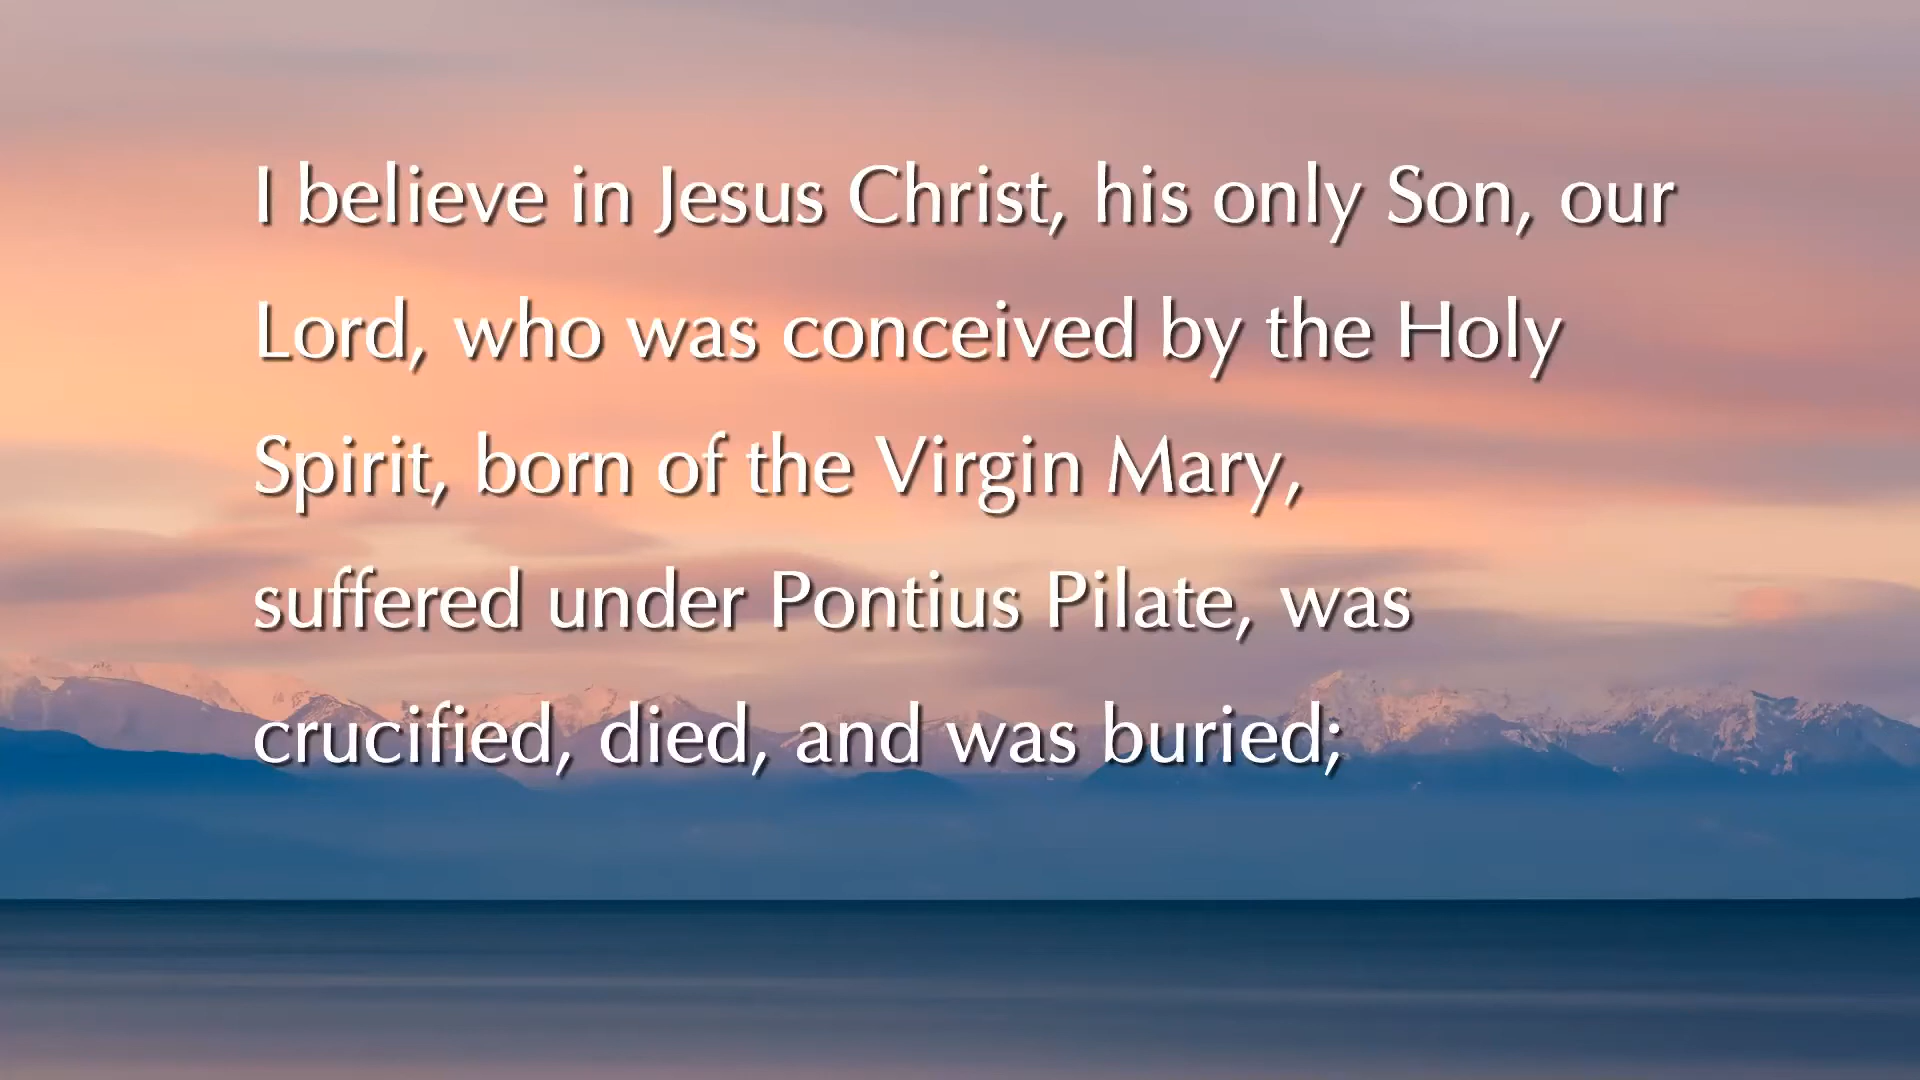 I believe in Jesus Christ, his only Son, our
Lord, who was conceived by the Holy
Spirit, born of the Virgin Mary,
suffered under Pontius Pilate, was
crucified, died, and was buried;